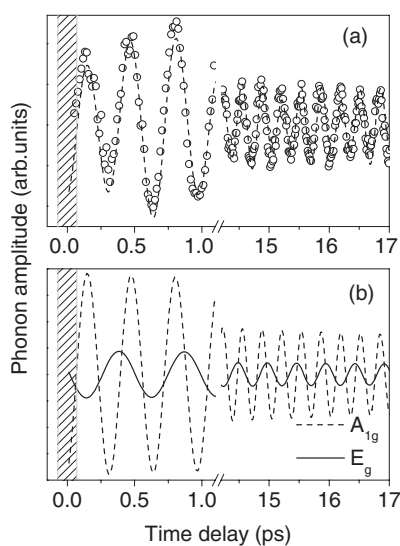 (a)
Phonon amplitude (arb.units)
0.0 0.5 1.0 15 16 17
(b)
A1g
Eg
0.0 0.5 1.0 15 16 17
Time delay (ps)